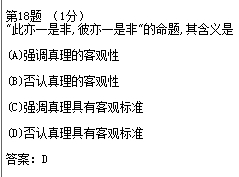 第18题 (1分)
"此亦一是非,彼亦一是非"的命题,其含义是
(A)强调真理的客观性
(B)否认真理的客观性
(C)强调真理具有客观标准
(D)否认真理具有客观标准
答案: D